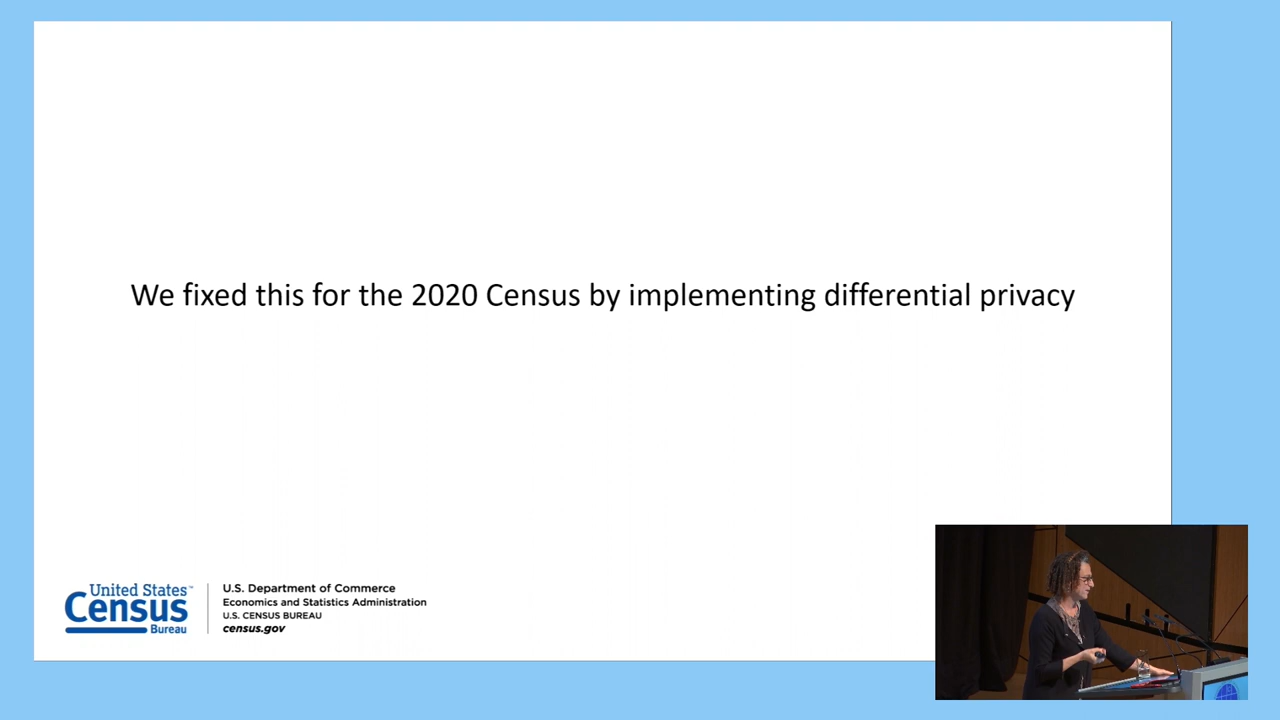 We fixed this for the 2020 Census by implementing differential privacy
United States™
Census
Bureau
U.S. Department of Commerce
Economics and Statistics Administration
U.S. CENSUS BUREAU
census.gov